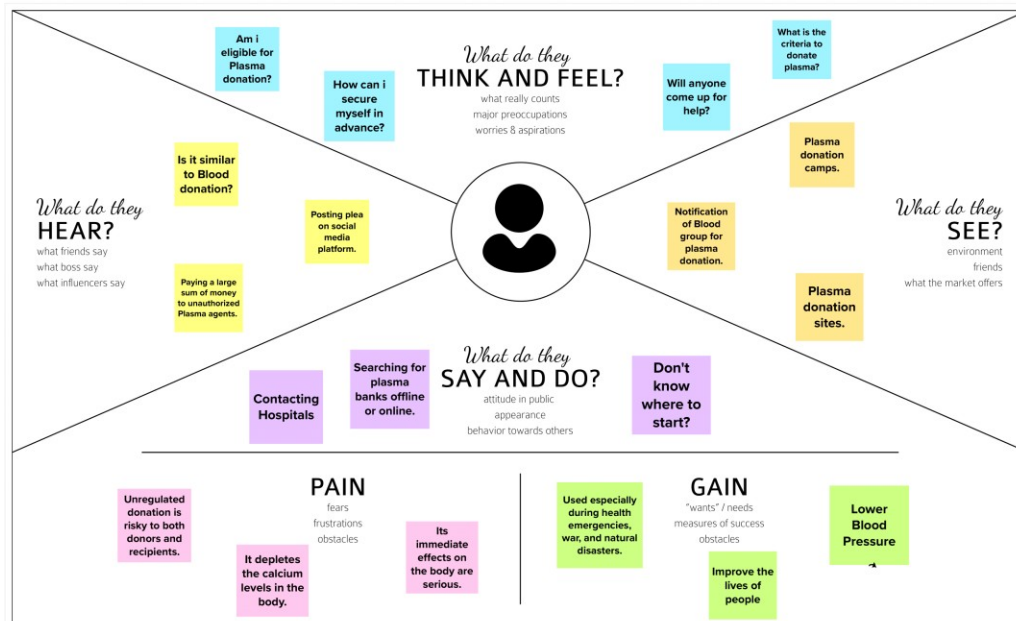 Am i
eligible for
Plasma
donation?
How can i
secure
myself in
advance?
What do they
THINK AND FEEL?
what really counts
major preoccupations
worries & aspirations
Will anyone
come up for
help?
What is the
criteria to
donate
plasma?
Is it similar
to Blood
donation?
What do they
HEAR?
what friends say
what boss say
what influencers say
Posting plea
on social
media
platform.
Paying a large
sum of money
to unauthorized
Plasma agents.
Plasma
donation
camps.
Notification
of Blood
group for
plasma
donation.
What do they
SEE?
environment
friends
what the market offers
Plasma
donation
sites.
What do they
SAY AND DO?
attitude in public
appearance
behavior towards others
Contacting
Hospitals
Searching for
plasma
banks offline
or online.
Don't
know
where to
start?
PAIN
fears
frustrations
obstacles
Unregulated
donation is
risky to both
donors and
recipients.
It depletes
the calcium
levels in the
body.
Its
immediate
effects on
the body are
serious.
GAIN
"wants" / needs
measures of success
obstacles
Used especially
during health
emergencies,
war, and natural
disasters.
Improve the
lives of
people
Lower
Blood
Pressure